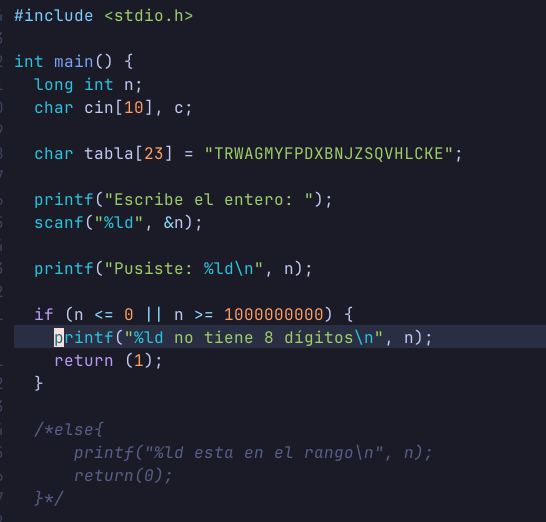 #include <stdio.h>
int main() {
long int n;
char cin[10], c;
char tabla[23] = "TRWAGMYFPDXBNJZSQVHLCKE";
printf("Escribe el entero: ");
scanf("%ld", &n);
printf("Pusiste: %ld\n", n);
if (n <= 0 || n >= 1000000000) {
printf("%ld no tiene 8 dígitos\n", n);
return (1);
}
/*else{
printf("%ld esta en el rango\n", n);
return(0);
}*/